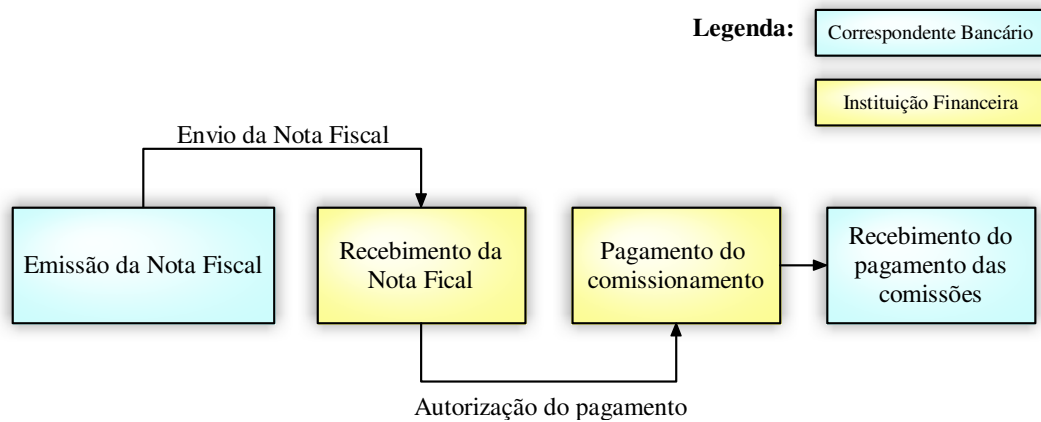 Legenda:
Correspondente Bancário
Instituição Financeira
Envio da Nota Fiscal
Emissão da Nota Fiscal
Recebimento da
Nota Fical
Pagamento do
comissionamento
Recebimento do
pagamento das
comissões
Autorização do pagamento